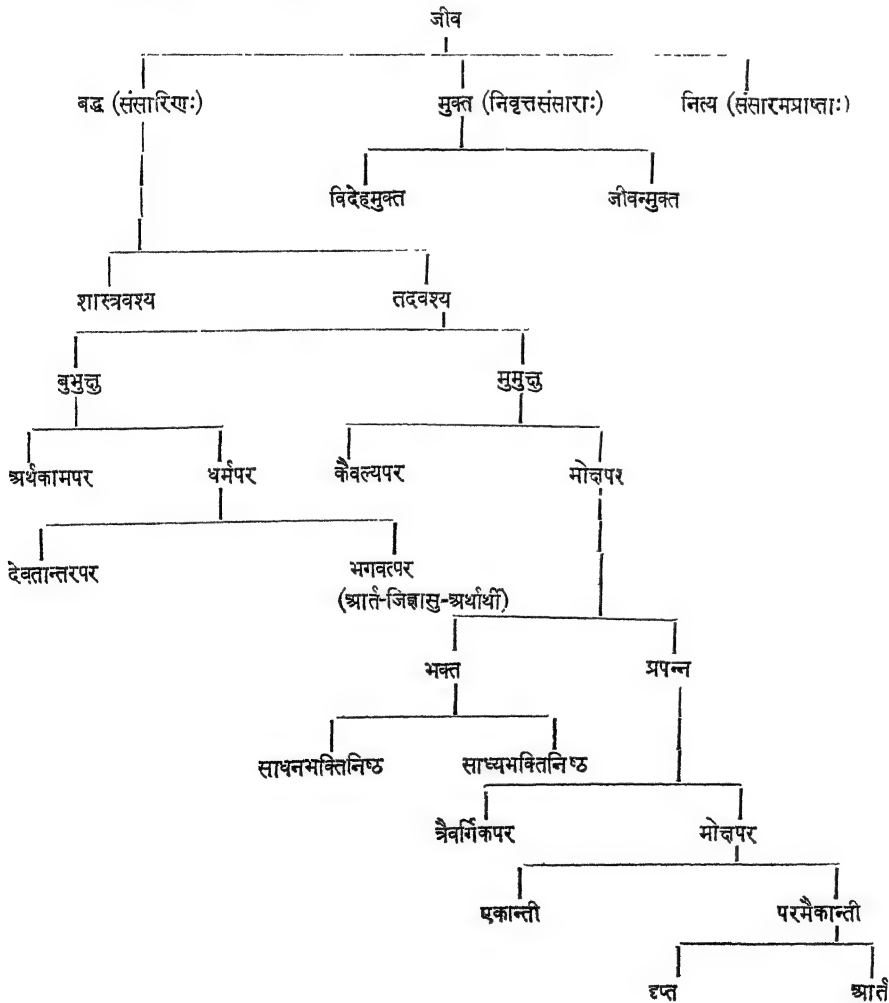 जीव
बद्ध (संसारिणः) मुक्त (निवृत्तसंसाराः) नित्य (संसारमप्राप्ताः)
विदेहमुक्त जीवन्मुक्त
शास्त्रवश्य तदवश्य
बुभुक्षु मुमुक्षु
अर्थकामपर धर्मपर कैवल्यपर मोक्षपर
देवतान्तरपर भगवत्पर
(आर्त-जिज्ञासु-अर्थार्थी)
भक्त प्रपन्न
साधनभक्तिनिष्ठ साध्यभक्तिनिष्ठ
त्रैवर्गिकपर मोक्षपर
एकान्ती परमैकान्ती
दृप्त आर्त